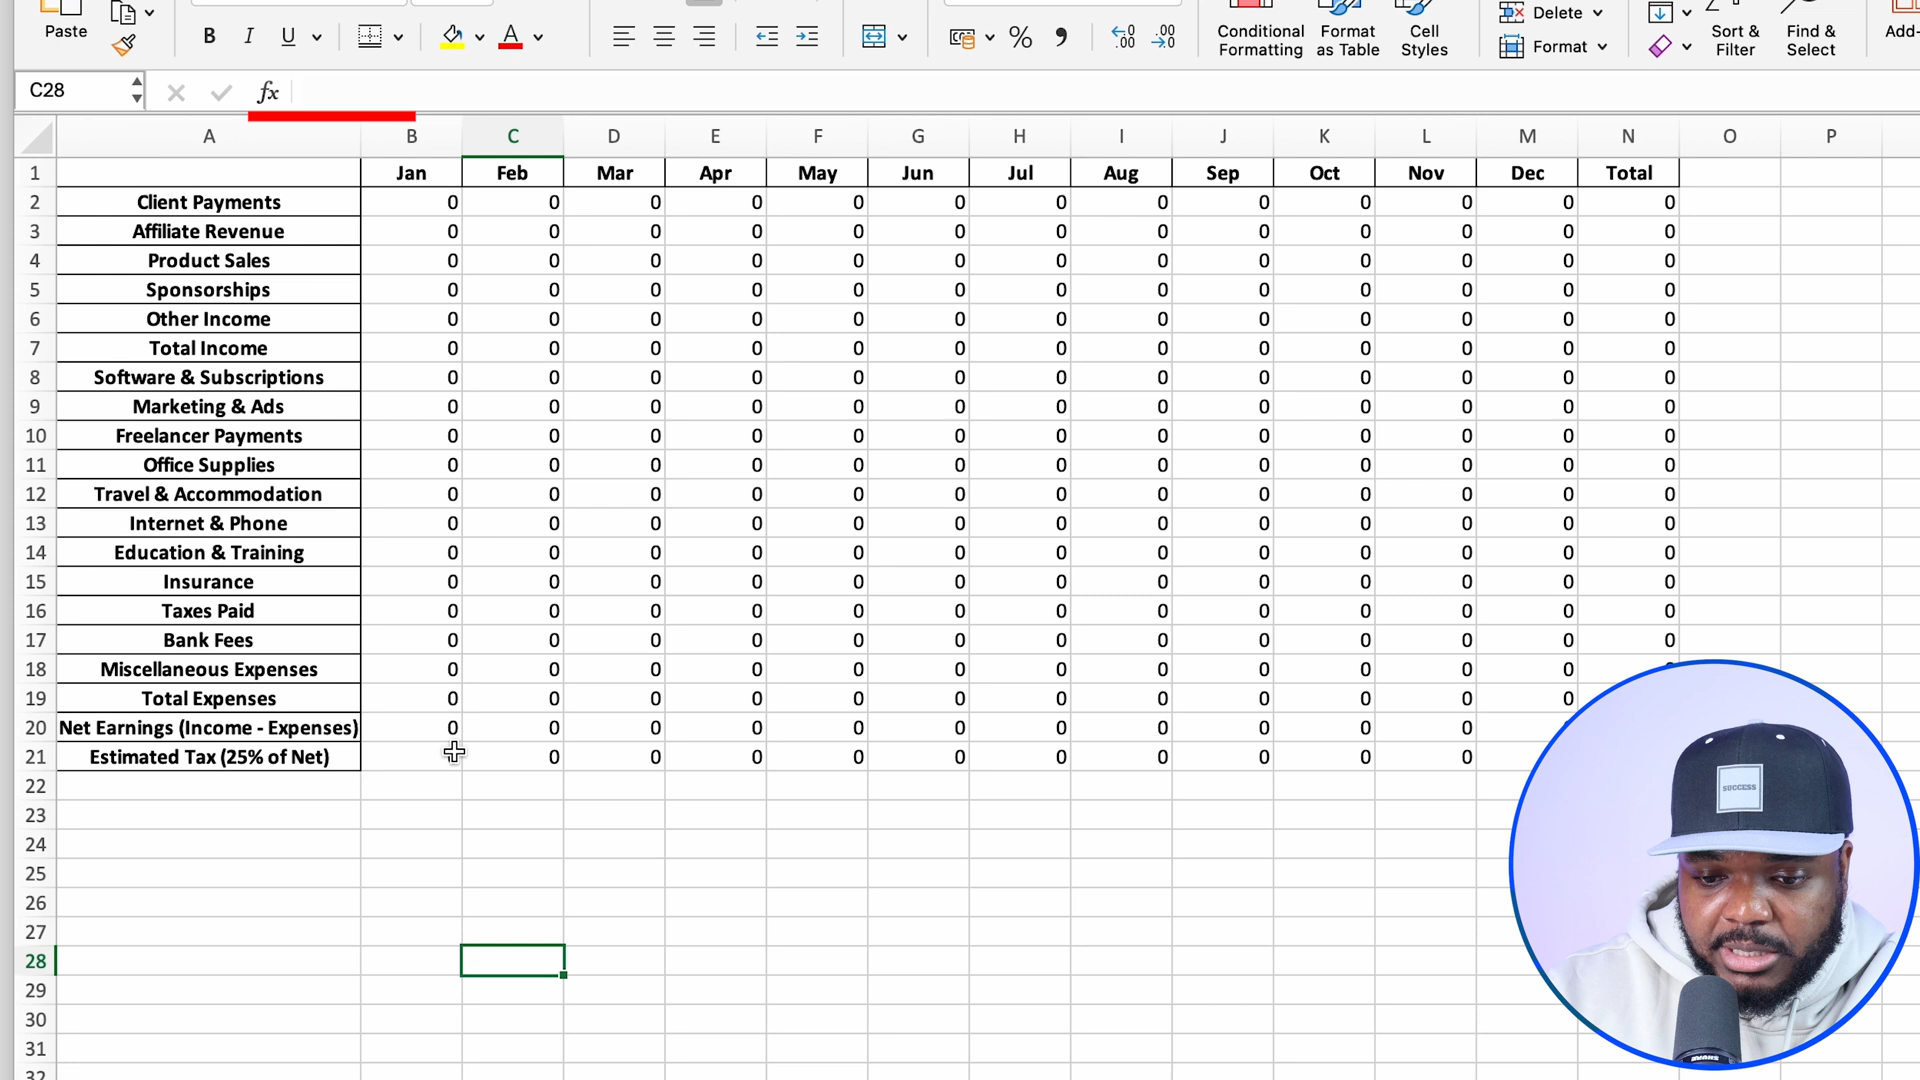 Paste
B I U A % 9 .00 .00
Conditional Formatting
Format as Table
Cell Styles
Delete
Format
Sort & Filter
Find & Select
Add-
C28 fx
A B C D E F G H I J K L M N O P
1 Jan Feb Mar Apr May Jun Jul Aug Sep Oct Nov Dec Total
2 Client Payments 0 0 0 0 0 0 0 0 0 0 0 0 0
3 Affiliate Revenue 0 0 0 0 0 0 0 0 0 0 0 0 0
4 Product Sales 0 0 0 0 0 0 0 0 0 0 0 0 0
5 Sponsorships 0 0 0 0 0 0 0 0 0 0 0 0 0
6 Other Income 0 0 0 0 0 0 0 0 0 0 0 0 0
7 Total Income 0 0 0 0 0 0 0 0 0 0 0 0 0
8 Software & Subscriptions 0 0 0 0 0 0 0 0 0 0 0 0 0
9 Marketing & Ads 0 0 0 0 0 0 0 0 0 0 0 0 0
10 Freelancer Payments 0 0 0 0 0 0 0 0 0 0 0 0 0
11 Office Supplies 0 0 0 0 0 0 0 0 0 0 0 0 0
12 Travel & Accommodation 0 0 0 0 0 0 0 0 0 0 0 0 0
13 Internet & Phone 0 0 0 0 0 0 0 0 0 0 0 0 0
14 Education & Training 0 0 0 0 0 0 0 0 0 0 0 0 0
15 Insurance 0 0 0 0 0 0 0 0 0 0 0 0 0
16 Taxes Paid 0 0 0 0 0 0 0 0 0 0 0 0 0
17 Bank Fees 0 0 0 0 0 0 0 0 0 0 0 0 0
18 Miscellaneous Expenses 0 0 0 0 0 0 0 0 0 0 0 0
19 Total Expenses 0 0 0 0 0 0 0 0 0 0 0 0
20 Net Earnings (Income - Expenses) 0 0 0 0 0 0 0 0 0 0 0
21 Estimated Tax (25% of Net) 0 0 0 0 0 0 0 0 0 0
22
23
24
25
26
27
28
29
30
31
32
SUCCESS